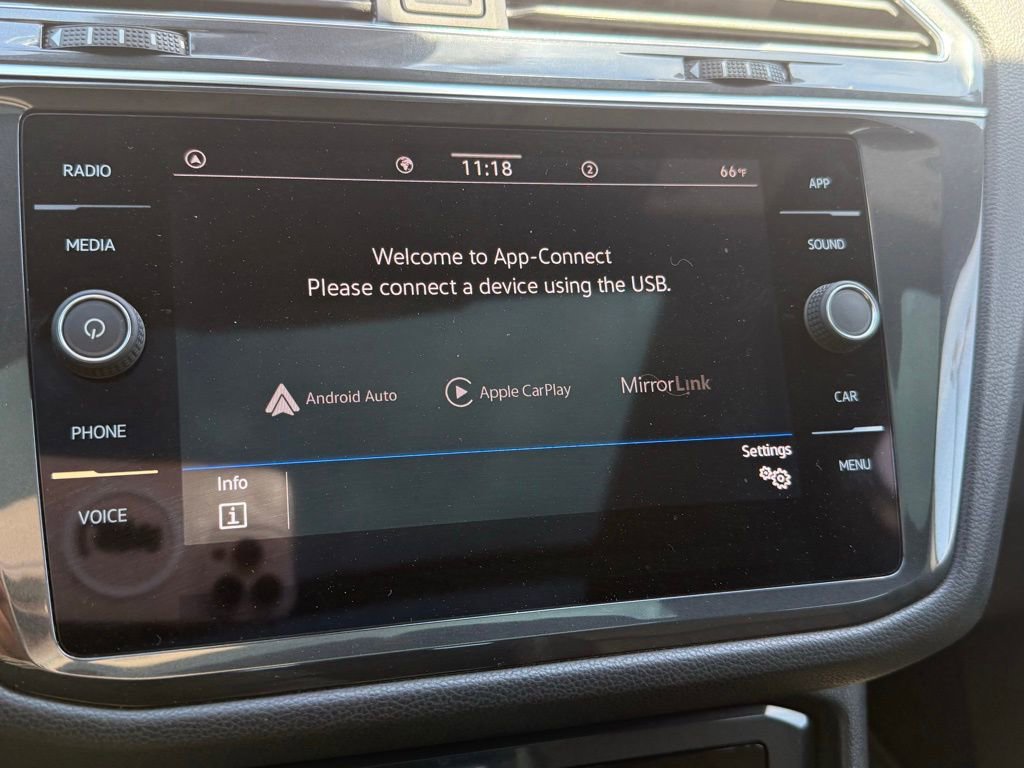 RADIO
MEDIA
PHONE
VOICE
11:18
2
66°F
Welcome to App-Connect
Please connect a device using the USB.
Android Auto
Apple CarPlay
MirrorLink
Info
i
Settings
APP
SOUND
CAR
MENU